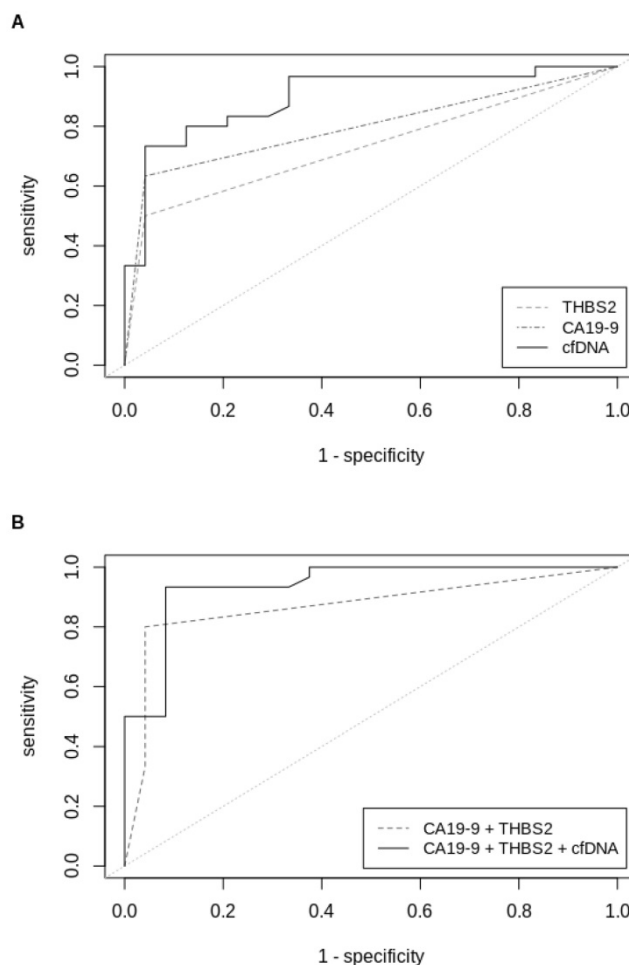 A
sensitivity
1.0
0.8
0.6
0.4
0.2
0.0
THBS2
CA19-9
cfDNA
0.0 0.2 0.4 0.6 0.8 1.0
1 - specificity
B
sensitivity
1.0
0.8
0.6
0.4
0.2
0.0
CA19-9 + THBS2
CA19-9 + THBS2 + cfDNA
0.0 0.2 0.4 0.6 0.8 1.0
1 - specificity